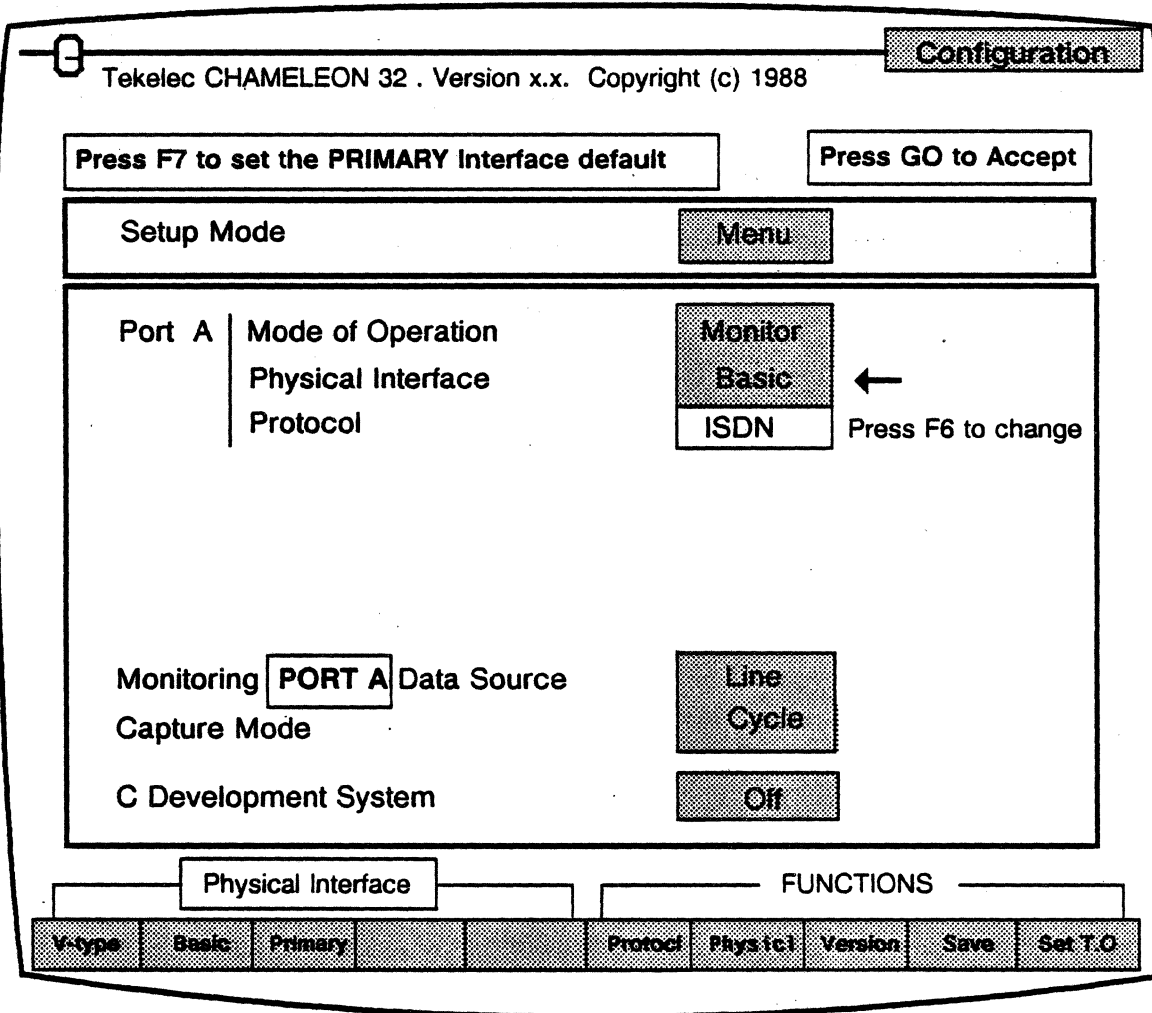 Configuration
Tekelec CHAMELEON 32 . Version x.x. Copyright (c) 1988
Press F7 to set the PRIMARY Interface default
Press GO to Accept
Setup Mode Menu
Port A Mode of Operation Monitor
Physical Interface Basic
Protocol ISDN Press F6 to change
Monitoring PORT A Data Source Line
Capture Mode Cycle
C Development System Off
Physical Interface FUNCTIONS
V-type Basic Primary Protocl Physicl Version Save Set T.O